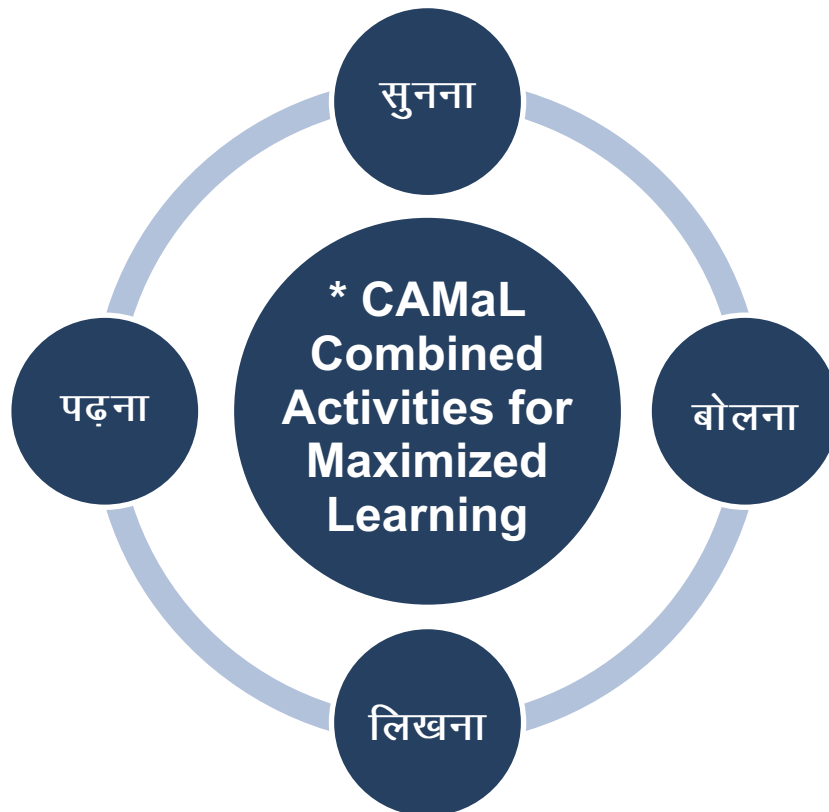 सुनना
* CAMaL
Combined
Activities for
Maximized
Learning
पढ़ना
बोलना
लिखना